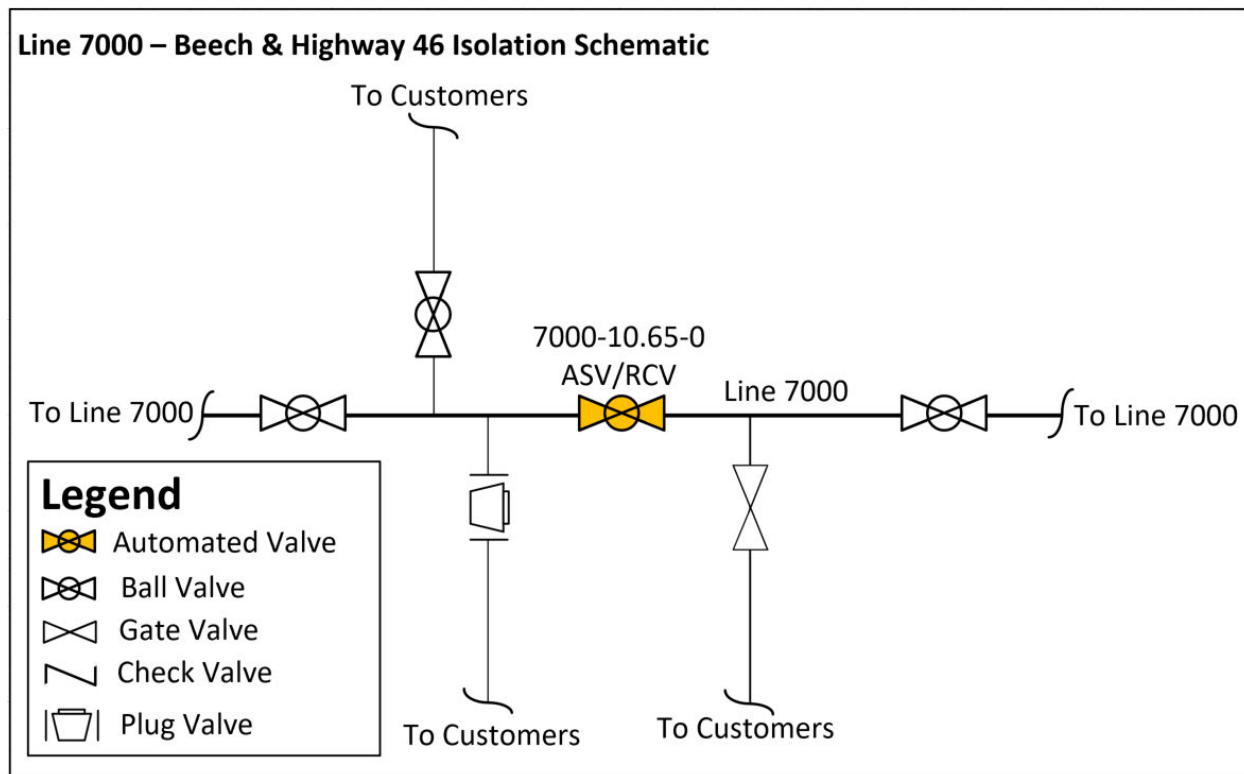 Line 7000 – Beech & Highway 46 Isolation Schematic
To Customers
7000-10.65-0
ASV/RCV
Line 7000
To Line 7000
To Line 7000
Legend
Automated Valve
Ball Valve
Gate Valve
Check Valve
Plug Valve
To Customers
To Customers